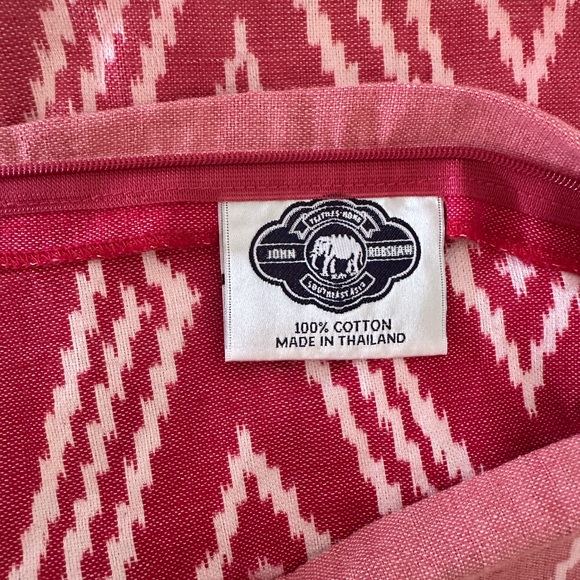 TEXTILES · HOME
JOHN ROBSHAW
SOUTHEAST ASIA
100% COTTON
MADE IN THAILAND